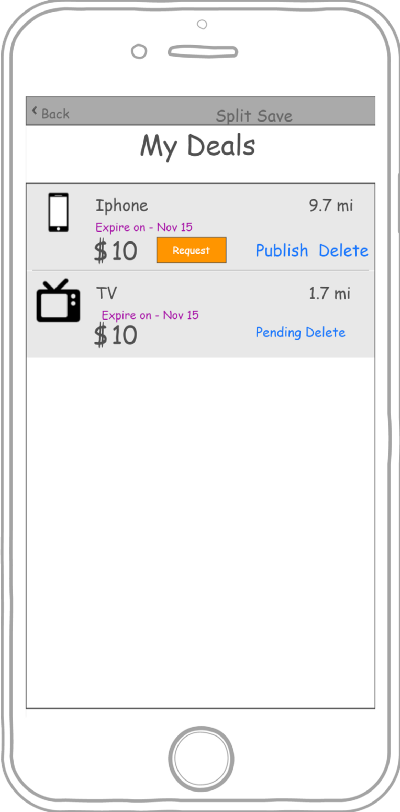 Back Split Save
My Deals
Iphone 9.7 mi
Expire on - Nov 15
$10 Request Publish Delete
TV 1.7 mi
Expire on - Nov 15
$10 Pending Delete